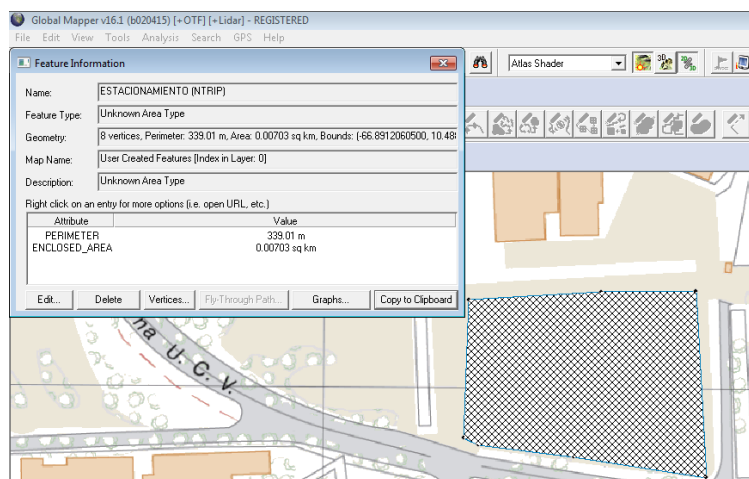 Global Mapper v16.1 (b020415) [+OTF] [+Lidar] - REGISTERED
File Edit View Tools Analysis Search GPS Help
Feature Information
Atlas Shader
Name: ESTACIONAMIENTO (NTRIP)
Feature Type: Unknown Area Type
Geometry: 8 vertices, Perimeter: 339.01 m, Area: 0.00703 sq km, Bounds: (-66.8912060500, 10.48
Map Name: User Created Features [Index in Layer: 0]
Description: Unknown Area Type
Right click on an entry for more options (i.e. open URL, etc.)
Attribute Value
PERIMETER 339.01 m
ENCLOSED_AREA 0.00703 sq km
Edit... Delete Vertices... Fly-Through Path... Graphs... Copy to Clipboard
na U. C. V.